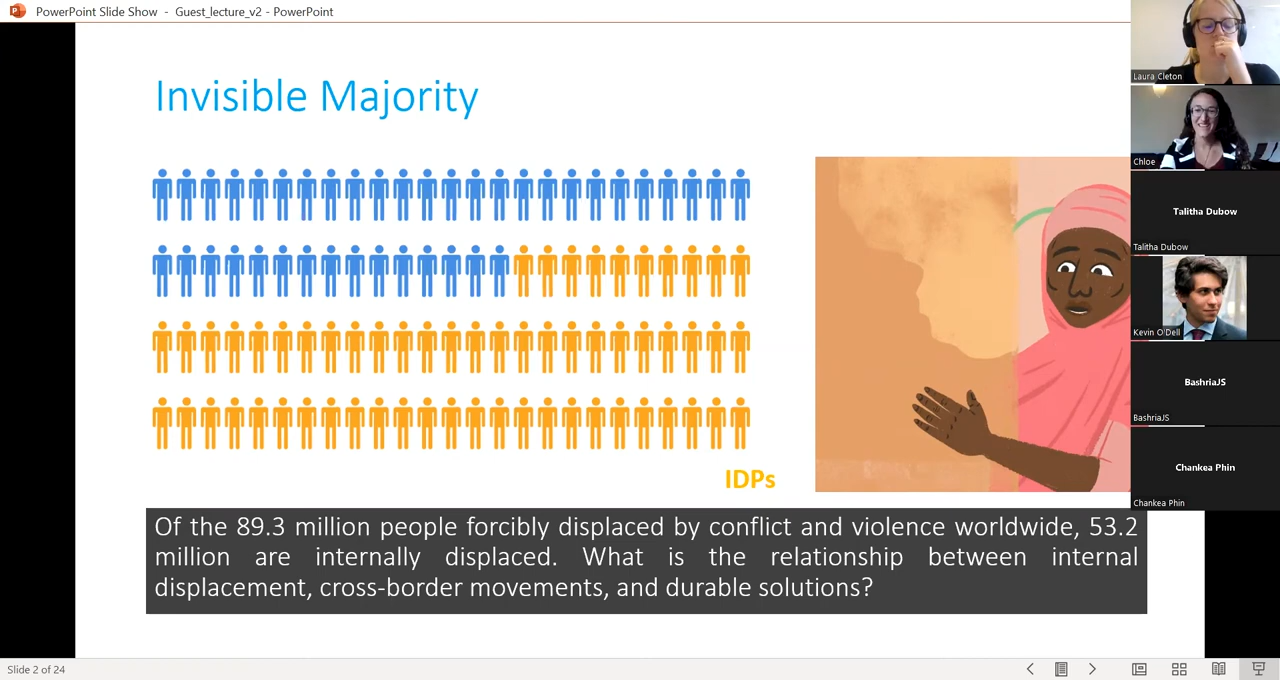 PowerPoint Slide Show - Guest_lecture_v2 - PowerPoint
Invisible Majority
IDPs
Of the 89.3 million people forcibly displaced by conflict and violence worldwide, 53.2
million are internally displaced. What is the relationship between internal
displacement, cross-border movements, and durable solutions?
Laura Cleton
Chloe
Talitha Dubow
Talitha Dubow
Kevin O'Dell
BashriaJS
BashriaJS
Chankea Phin
Chankea Phin
Slide 2 of 24